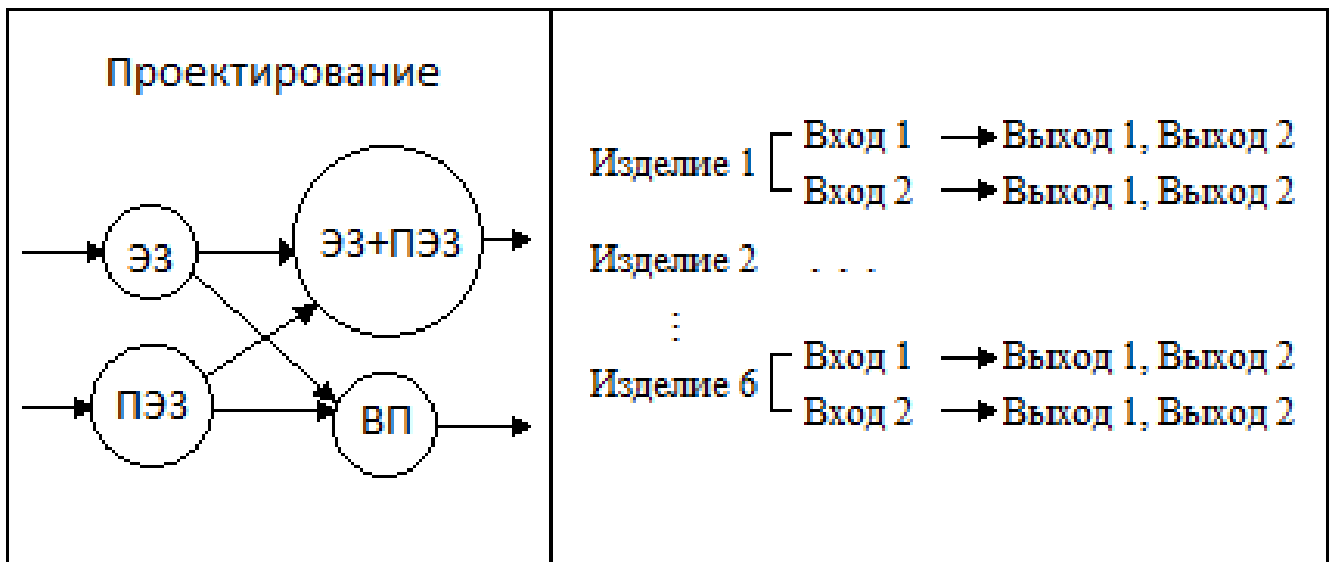 Проектирование
ЭЗ
ЭЗ+ПЭЗ
ПЭЗ
ВП
Изделие 1
Вход 1
Выход 1, Выход 2
Вход 2
Выход 1, Выход 2
Изделие 2 . . .
⋮
Изделие 6
Вход 1
Выход 1, Выход 2
Вход 2
Выход 1, Выход 2